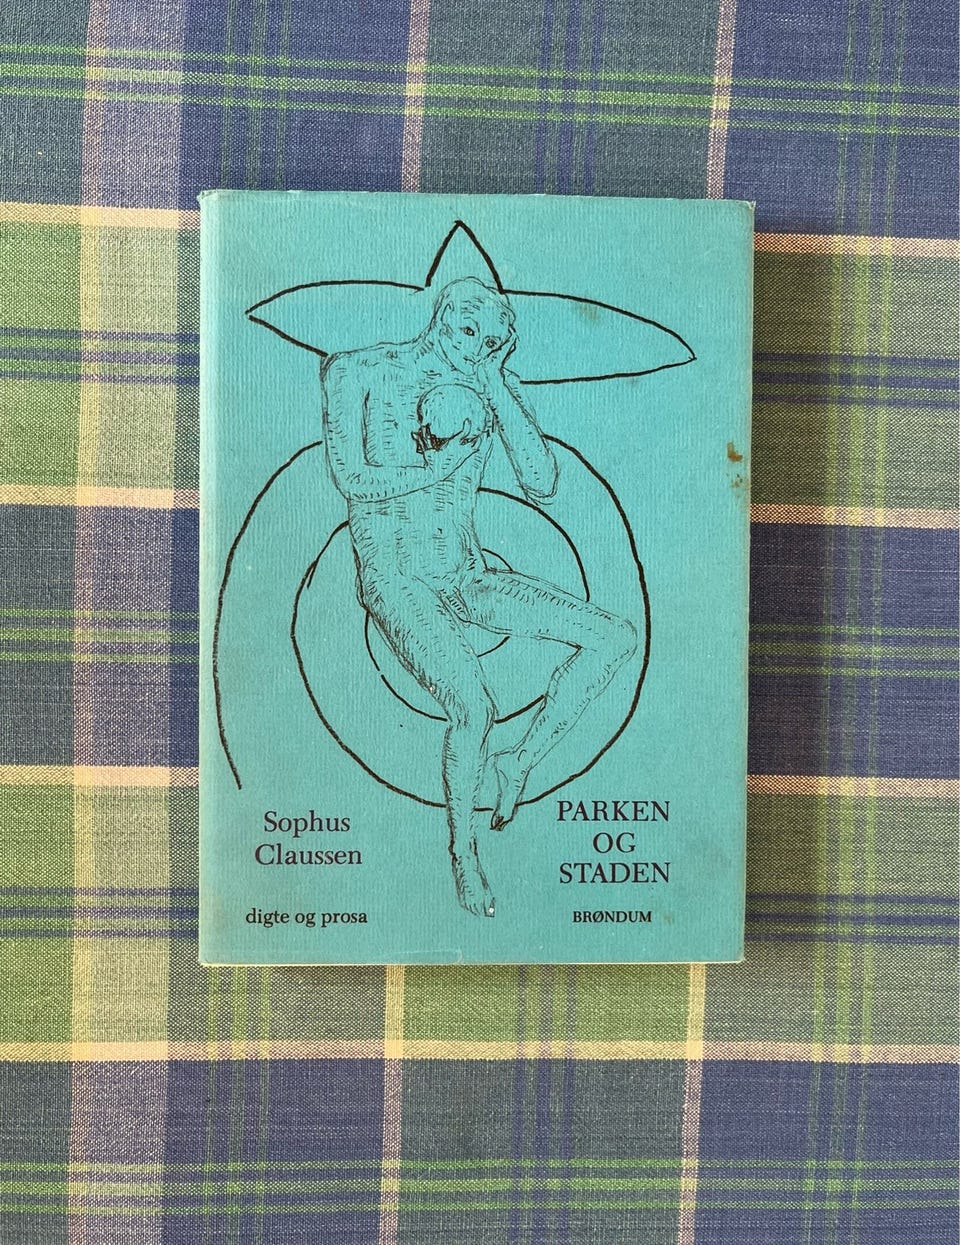 Sophus
Claussen
digte og prosa
PARKEN
OG
STADEN
BRØNDUM